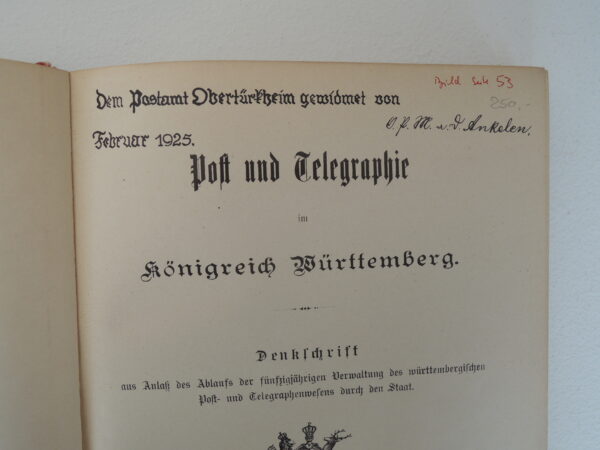 Bild Seite 53
250,-
Dem Postamt Obertürkheim gewidmet von
O. P. M. a. D. Ankelen.
Februar 1925.
Post und Telegraphie
im
Königreich Württemberg.
Denkschrift
aus Anlaß des Ablaufs der fünfzigjährigen Verwaltung des württembergischen
Post- und Telegraphenwesens durch den Staat.